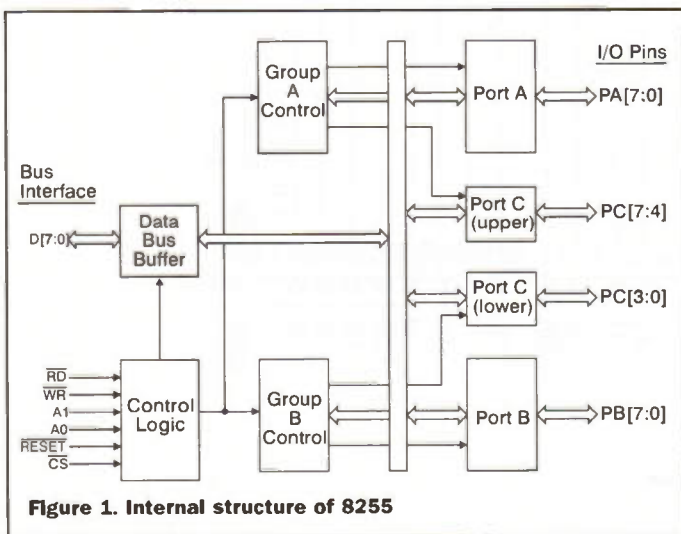 I/O Pins
Group
A
Control
Port A
PA[7:0]
Bus
Interface
Data
Bus
Buffer
D[7:0]
Port C
(upper)
PC[7:4]
Port C
(lower)
PC[3:0]
RD
WR
A1
A0
RESET
CS
Control
Logic
Group
B
Control
Port B
PB[7:0]
Figure 1. Internal structure of 8255